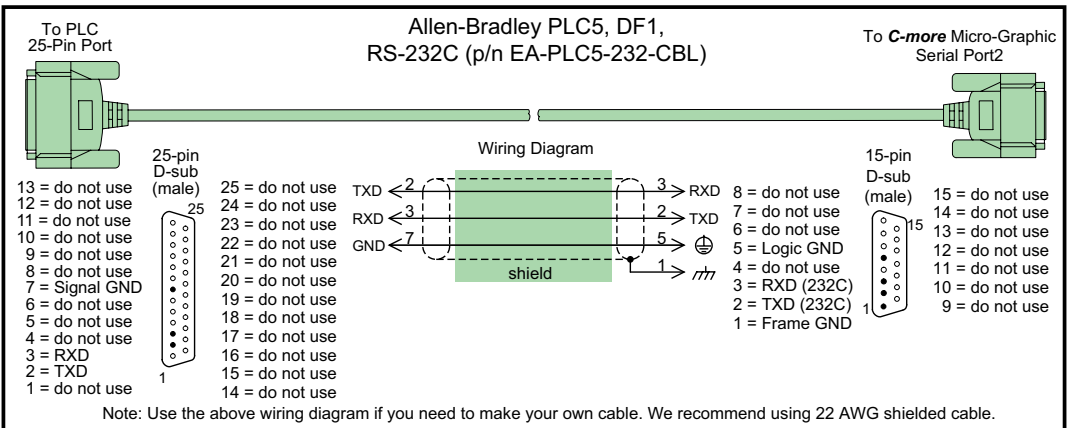 To PLC
25-Pin Port
Allen-Bradley PLC5, DF1,
RS-232C (p/n EA-PLC5-232-CBL)
To C-more Micro-Graphic
Serial Port2
Wiring Diagram
25-pin
D-sub
(male)
25
1
13 = do not use
12 = do not use
11 = do not use
10 = do not use
9 = do not use
8 = do not use
7 = Signal GND
6 = do not use
5 = do not use
4 = do not use
3 = RXD
2 = TXD
1 = do not use
25 = do not use
24 = do not use
23 = do not use
22 = do not use
21 = do not use
20 = do not use
19 = do not use
18 = do not use
17 = do not use
16 = do not use
15 = do not use
14 = do not use
TXD 2 3 RXD
RXD 3 2 TXD
GND 7 5
1
shield
8 = do not use
7 = do not use
6 = do not use
5 = Logic GND
4 = do not use
3 = RXD (232C)
2 = TXD (232C)
1 = Frame GND
15-pin
D-sub
(male)
15
1
15 = do not use
14 = do not use
13 = do not use
12 = do not use
11 = do not use
10 = do not use
9 = do not use
Note: Use the above wiring diagram if you need to make your own cable. We recommend using 22 AWG shielded cable.